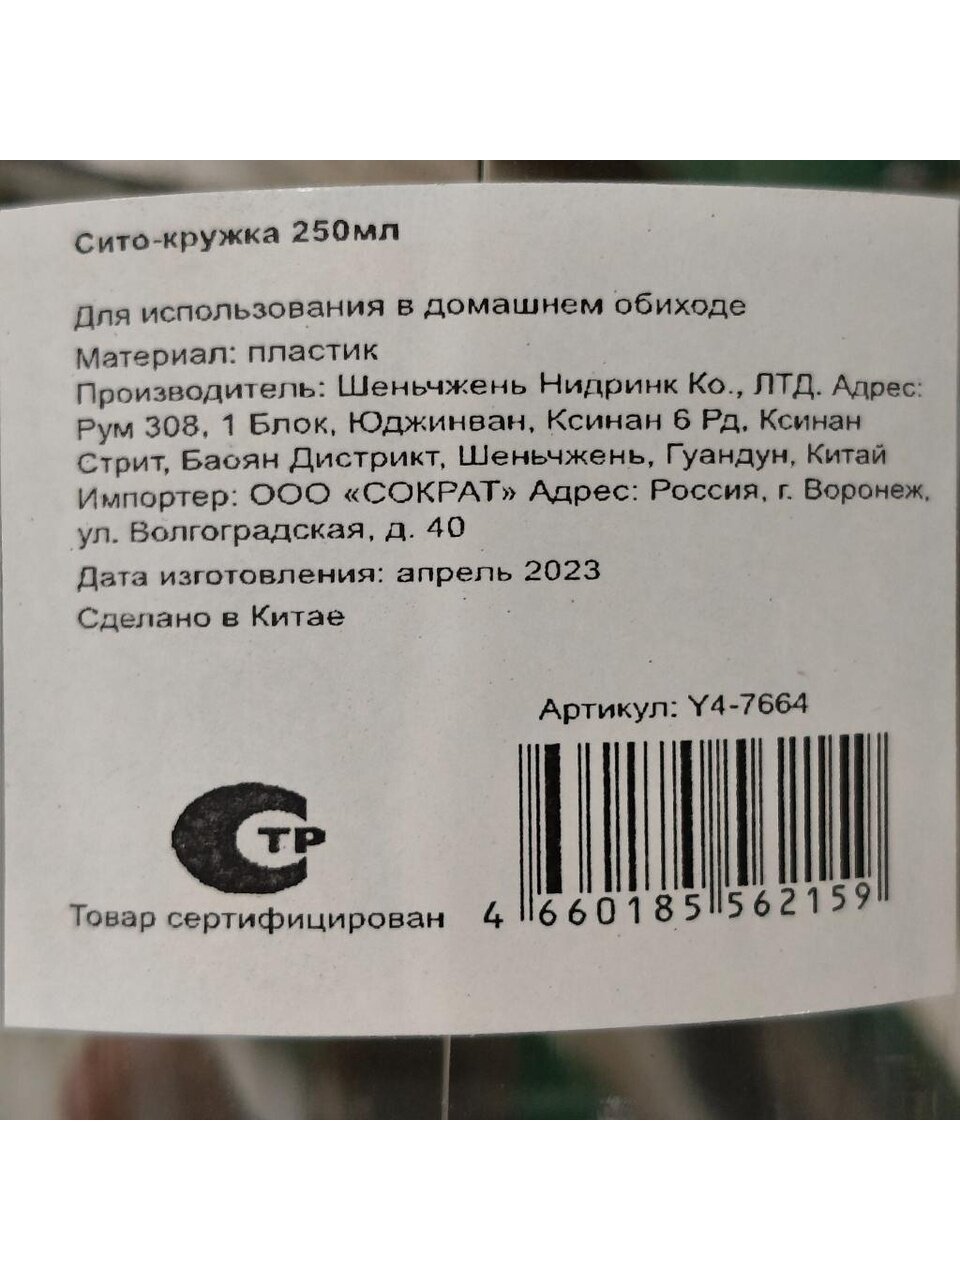 Сито-кружка 250мл
Для использования в домашнем обиходе
Материал: пластик
Производитель: Шеньчжень Нидринк Ко., ЛТД. Адрес:
Рум 308, 1 Блок, Юджинван, Ксинан 6 Рд, Ксинан
Стрит, Баоян Дистрикт, Шеньчжень, Гуандун, Китай
Импортер: ООО «СОКРАТ» Адрес: Россия, г. Воронеж,
ул. Волгоградская, д. 40
Дата изготовления: апрель 2023
Сделано в Китае
Артикул: Y4-7664
СТР
Товар сертифицирован
4 660185 562159